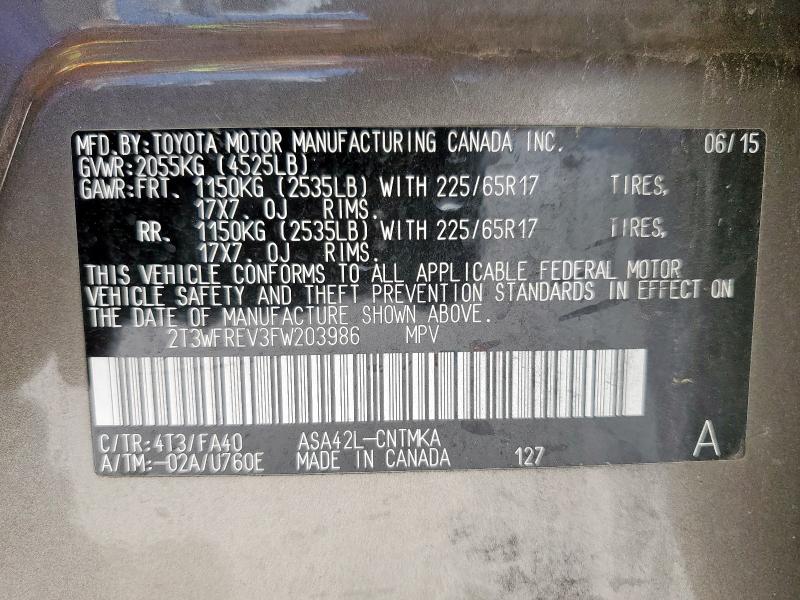 MFD.BY:TOYOTA MOTOR MANUFACTURING CANADA INC. 06/15
GVWR:2055KG (4525LB)
GAWR:FRT. 1150KG (2535LB) WITH 225/65R17 TIRES,
17X7.0J RIMS.
RR. 1150KG (2535LB) WITH 225/65R17 TIRES,
17X7.0J RIMS.
THIS VEHICLE CONFORMS TO ALL APPLICABLE FEDERAL MOTOR
VEHICLE SAFETY AND THEFT PREVENTION STANDARDS IN EFFECT ON
THE DATE OF MANUFACTURE SHOWN ABOVE.
2T3WFREV3FW203986 MPV
C/TR:4T3/FA40 ASA42L-CNTMKA A
A/TM:-02A/U760E MADE IN CANADA 127